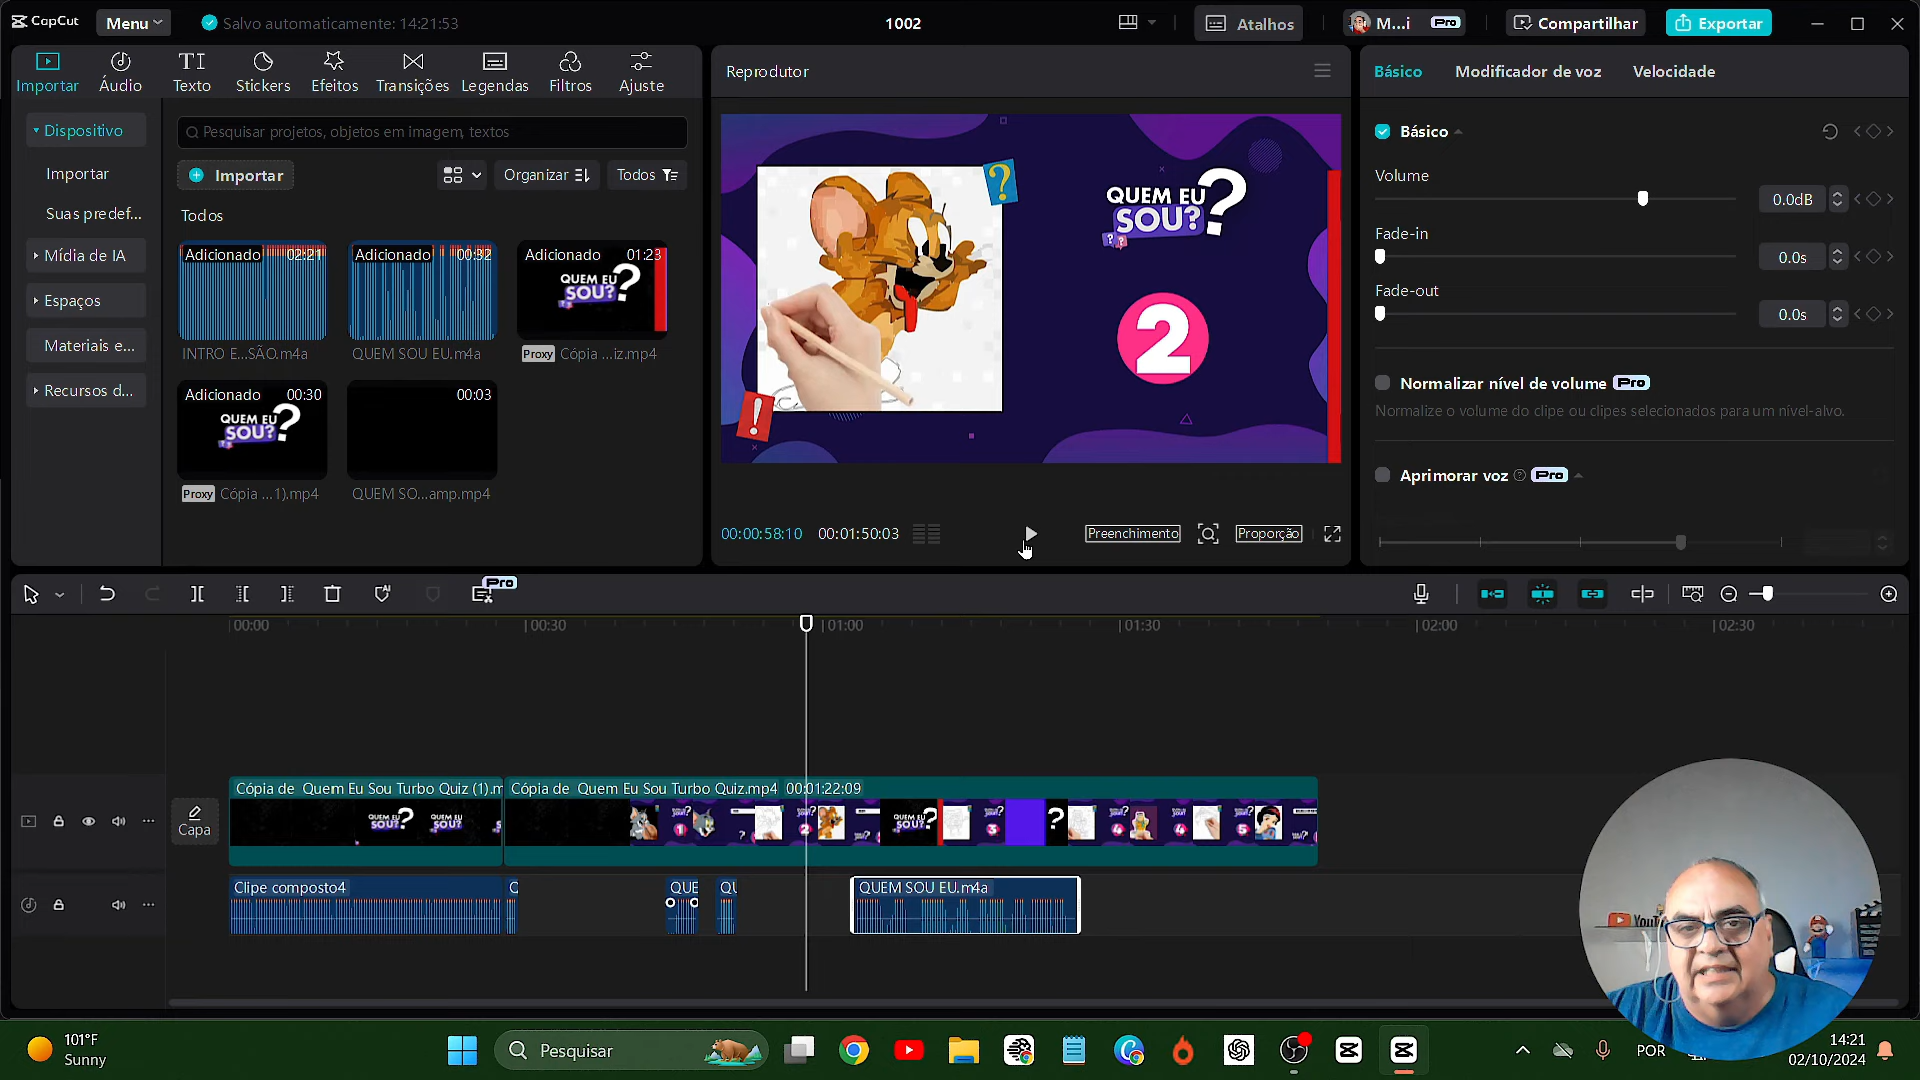 CapCut
Menu
Salvo automaticamente: 14:21:53
1002
Atalhos
M...i
Pro
Compartilhar
Exportar
Importar
Áudio
Texto
Stickers
Efeitos
Transições
Legendas
Filtros
Ajuste
Dispositivo
Importar
Suas predef...
Mídia de IA
Espaços
Materiais e...
Recursos d...
Pesquisar projetos, objetos em imagem, textos
Importar
Organizar
Todos
Todos
Adicionado 02:21
INTRO E...SÃO.m4a
Adicionado 00:32
QUEM SOU EU.m4a
Adicionado 01:23
QUEM EU
SOU?
Proxy Cópia ...iz.mp4
Adicionado 00:30
QUEM EU
SOU?
Proxy Cópia ...1).mp4
00:03
QUEM SO...amp.mp4
Reprodutor
?
!
QUEM EU
SOU?
2
00:00:58:10
00:01:50:03
Preenchimento
Proporção
Básico
Modificador de voz
Velocidade
Básico
Volume
0.0dB
Fade-in
0.0s
Fade-out
0.0s
Normalizar nível de volume Pro
Normalize o volume do clipe ou clipes selecionados para um nível-alvo.
Aprimorar voz Pro
Pro
00:00
00:30
01:00
01:30
02:00
02:30
Capa
Cópia de Quem Eu Sou Turbo Quiz (1).m
Cópia de Quem Eu Sou Turbo Quiz.mp4 00:01:22:09
Clipe composto4
C
QUE
QU
QUEM SOU EU.m4a
101°F
Sunny
Pesquisar
POR
14:21
02/10/2024